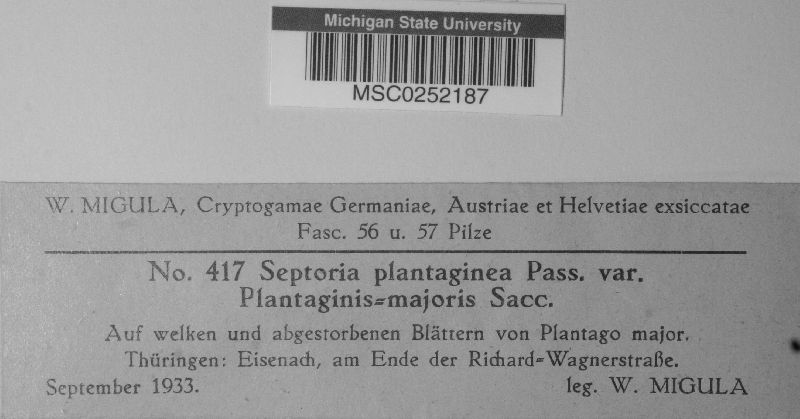 Michigan State University
MSC0252187
W. MIGULA, Cryptogamae Germaniae, Austriae et Helvetiae exsiccatae
Fasc. 56 u. 57 Pilze
No. 417 Septoria plantaginea Pass. var.
Plantaginis=majoris Sacc.
Auf welken und abgestorbenen Blättern von Plantago major.
Thüringen: Eisenach, am Ende der Richard=Wagnerstraße.
September 1933. leg. W. MIGULA